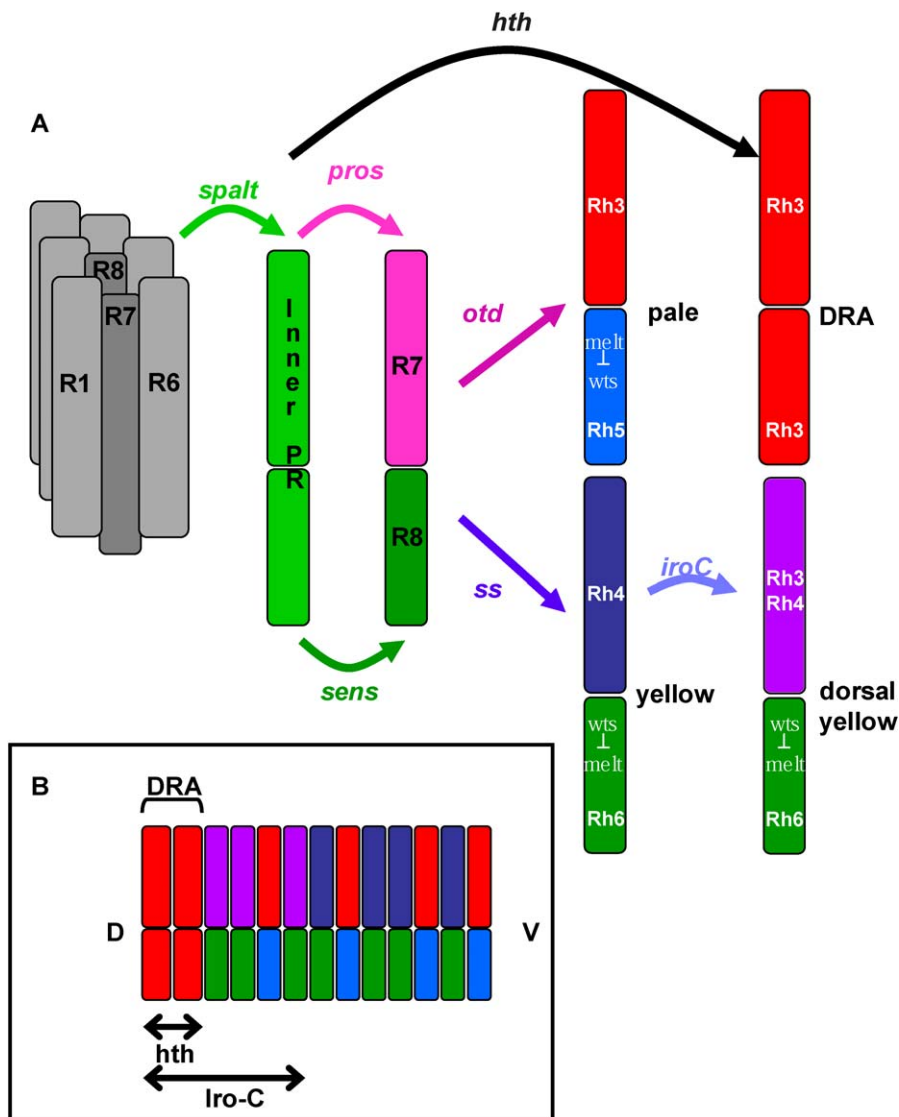 hth
A
spalt
pros
R8
R7
R1
R6
Inner PR
R7
R8
otd
ss
sens
Rh3
pale
melt
⊥
wts
Rh5
Rh3
DRA
Rh3
Rh4
yellow
wts
⊥
melt
Rh6
iroC
Rh3
Rh4
dorsal
yellow
wts
⊥
melt
Rh6
B
DRA
D
V
hth
Iro-C